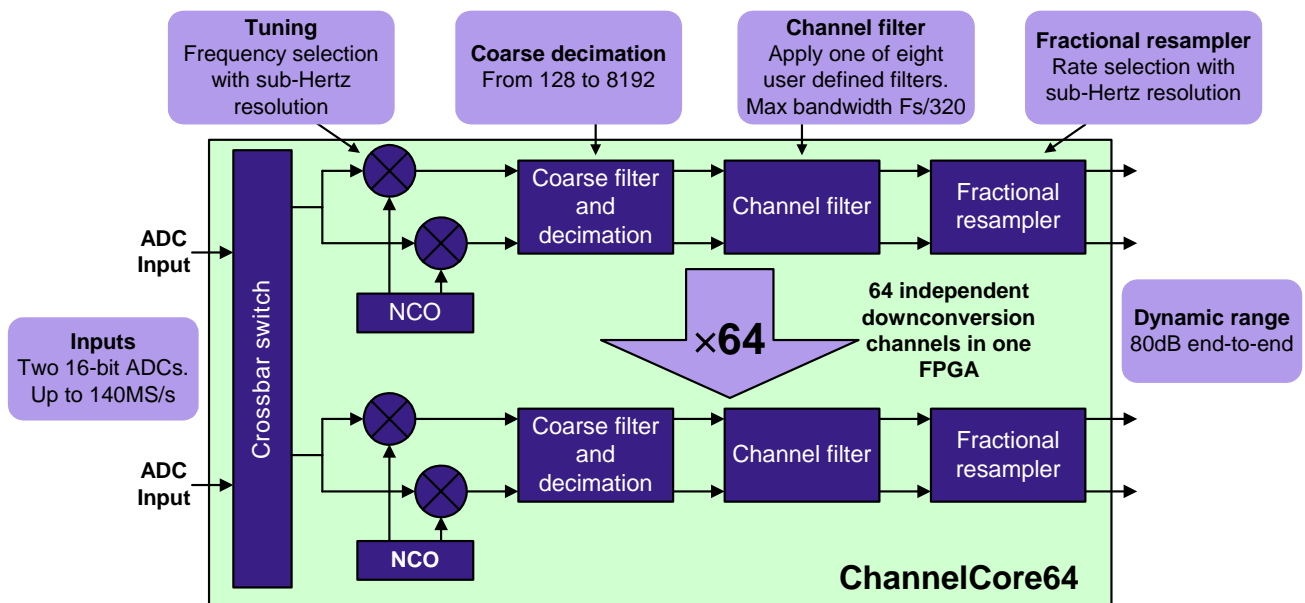 Tuning
Frequency selection
with sub-Hertz
resolution
Coarse decimation
From 128 to 8192
Channel filter
Apply one of eight
user defined filters.
Max bandwidth Fs/320
Fractional resampler
Rate selection with
sub-Hertz resolution
ADC
Input
Crossbar switch
NCO
Coarse filter
and
decimation
Channel filter
Fractional
resampler
Inputs
Two 16-bit ADCs.
Up to 140MS/s
×64
64 independent
downconversion
channels in one
FPGA
Dynamic range
80dB end-to-end
ADC
Input
NCO
Coarse filter
and
decimation
Channel filter
Fractional
resampler
ChannelCore64